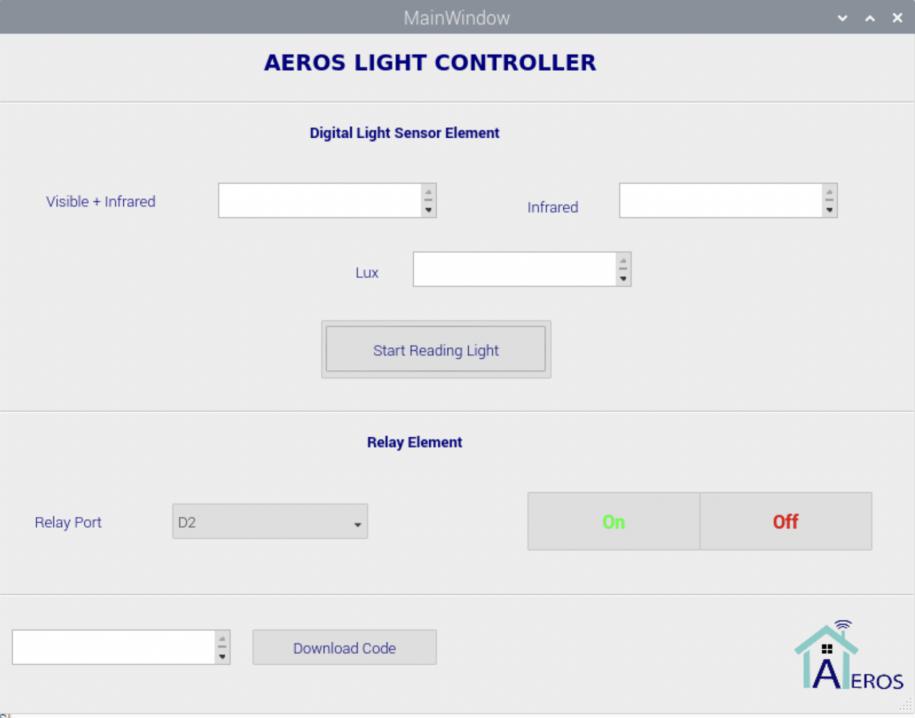 MainWindow
AEROS LIGHT CONTROLLER
Digital Light Sensor Element
Visible + Infrared
Infrared
Lux
Start Reading Light
Relay Element
Relay Port
D2
On
Off
Download Code
AEROS